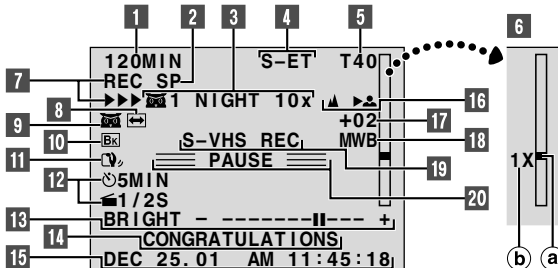 1 2 3 4 5 6
120MIN S-ET T40
7 REC SP
8 1 NIGHT 10x 16
9 +02 17
10 BK MWB 18
S-VHS REC 19
11 PAUSE 20
12 5MIN
1/2S
1X
13 BRIGHT - --------- --- +
14 CONGRATULATIONS
15 DEC 25.01 AM 11:45:18
b a